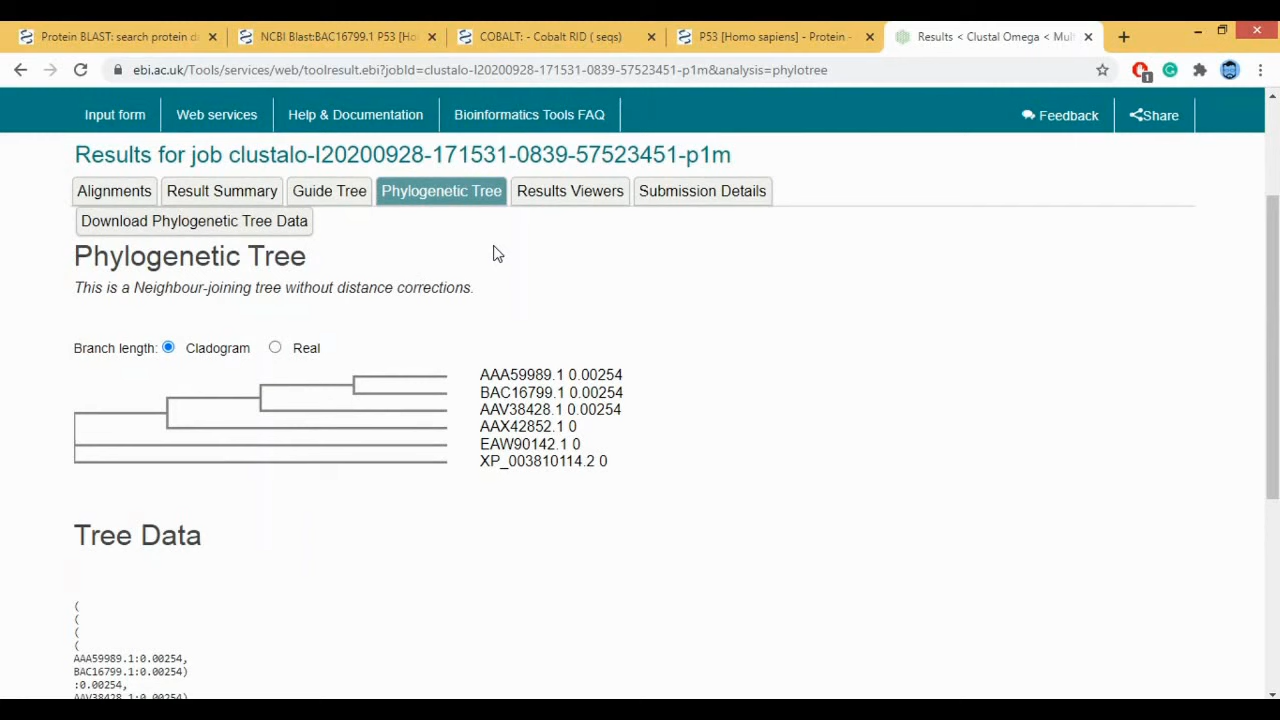 Protein BLAST: search protein d
NCBI Blast:BAC16799.1 P53 [Ho
COBALT: - Cobalt RID ( seqs)
P53 [Homo sapiens] - Protein -
Results < Clustal Omega < Mult
ebi.ac.uk/Tools/services/web/toolresult.ebi?jobId=clustalo-I20200928-171531-0839-57523451-p1m&analysis=phylotree
1
Input form
Web services
Help & Documentation
Bioinformatics Tools FAQ
Feedback
Share
Results for job clustalo-I20200928-171531-0839-57523451-p1m
Alignments
Result Summary
Guide Tree
Phylogenetic Tree
Results Viewers
Submission Details
Download Phylogenetic Tree Data
Phylogenetic Tree
This is a Neighbour-joining tree without distance corrections.
Branch length: Cladogram Real
AAA59989.1 0.00254
BAC16799.1 0.00254
AAV38428.1 0.00254
AAX42852.1 0
EAW90142.1 0
XP_003810114.2 0
Tree Data
(
(
(
(
AAA59989.1:0.00254,
BAC16799.1:0.00254)
:0.00254,
AAV38428.1:0.00254)